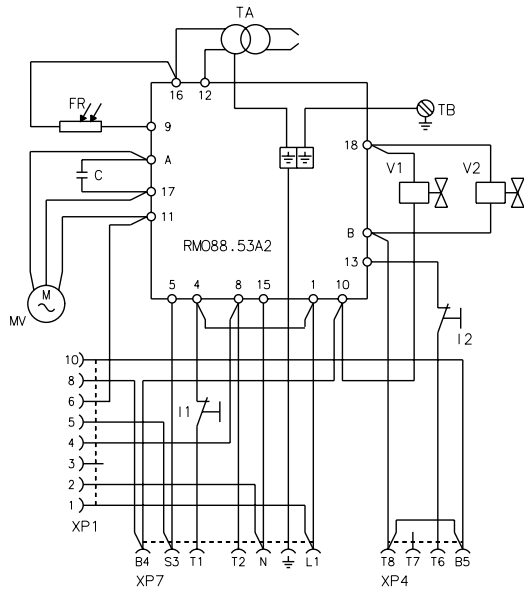 TA
16
12
FR
9
TB
A
18
C
V1
V2
17
11
B
RMO88.53A2
13
M
MV
5
4
8
15
1
10
I2
10
8
6
I1
5
4
3
2
1
XP1
B4
S3
T1
T2
N
L1
T8
T7
T6
B5
XP7
XP4